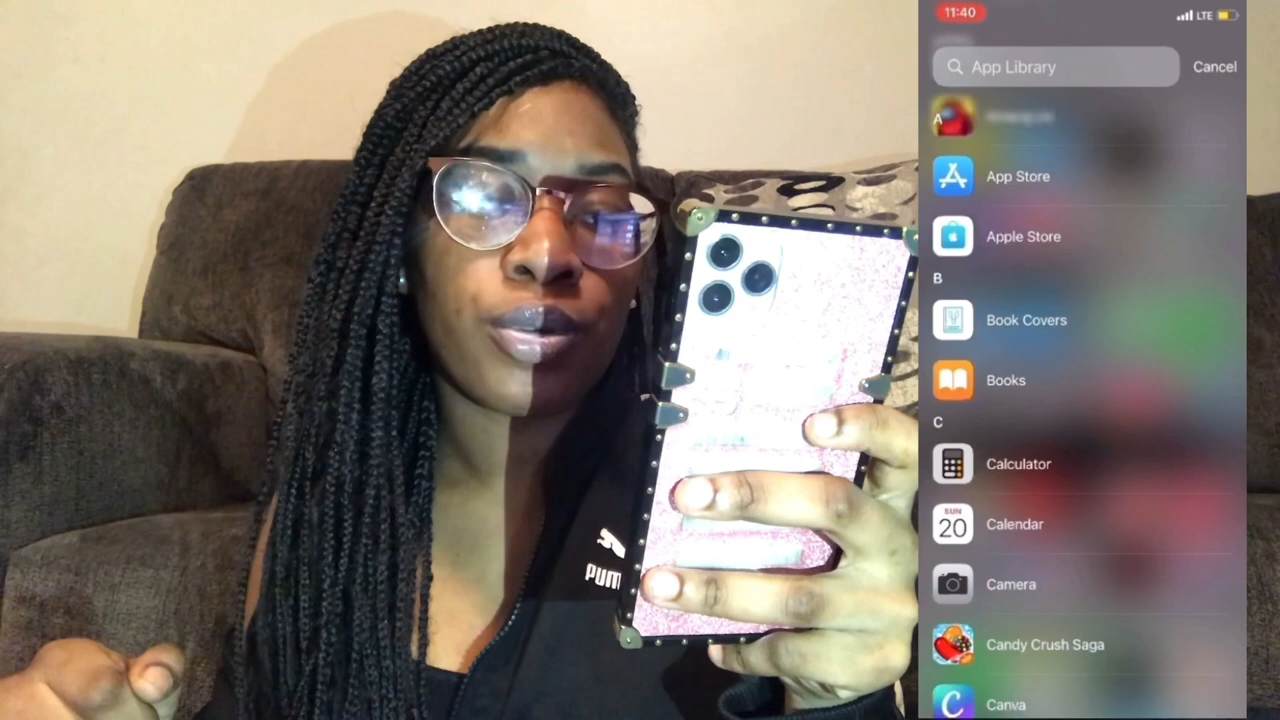 11:40
LTE
App Library
Cancel
A
App Store
Apple Store
B
Book Covers
Books
C
Calculator
SUN
20
Calendar
Camera
Candy Crush Saga
Canva
PUM